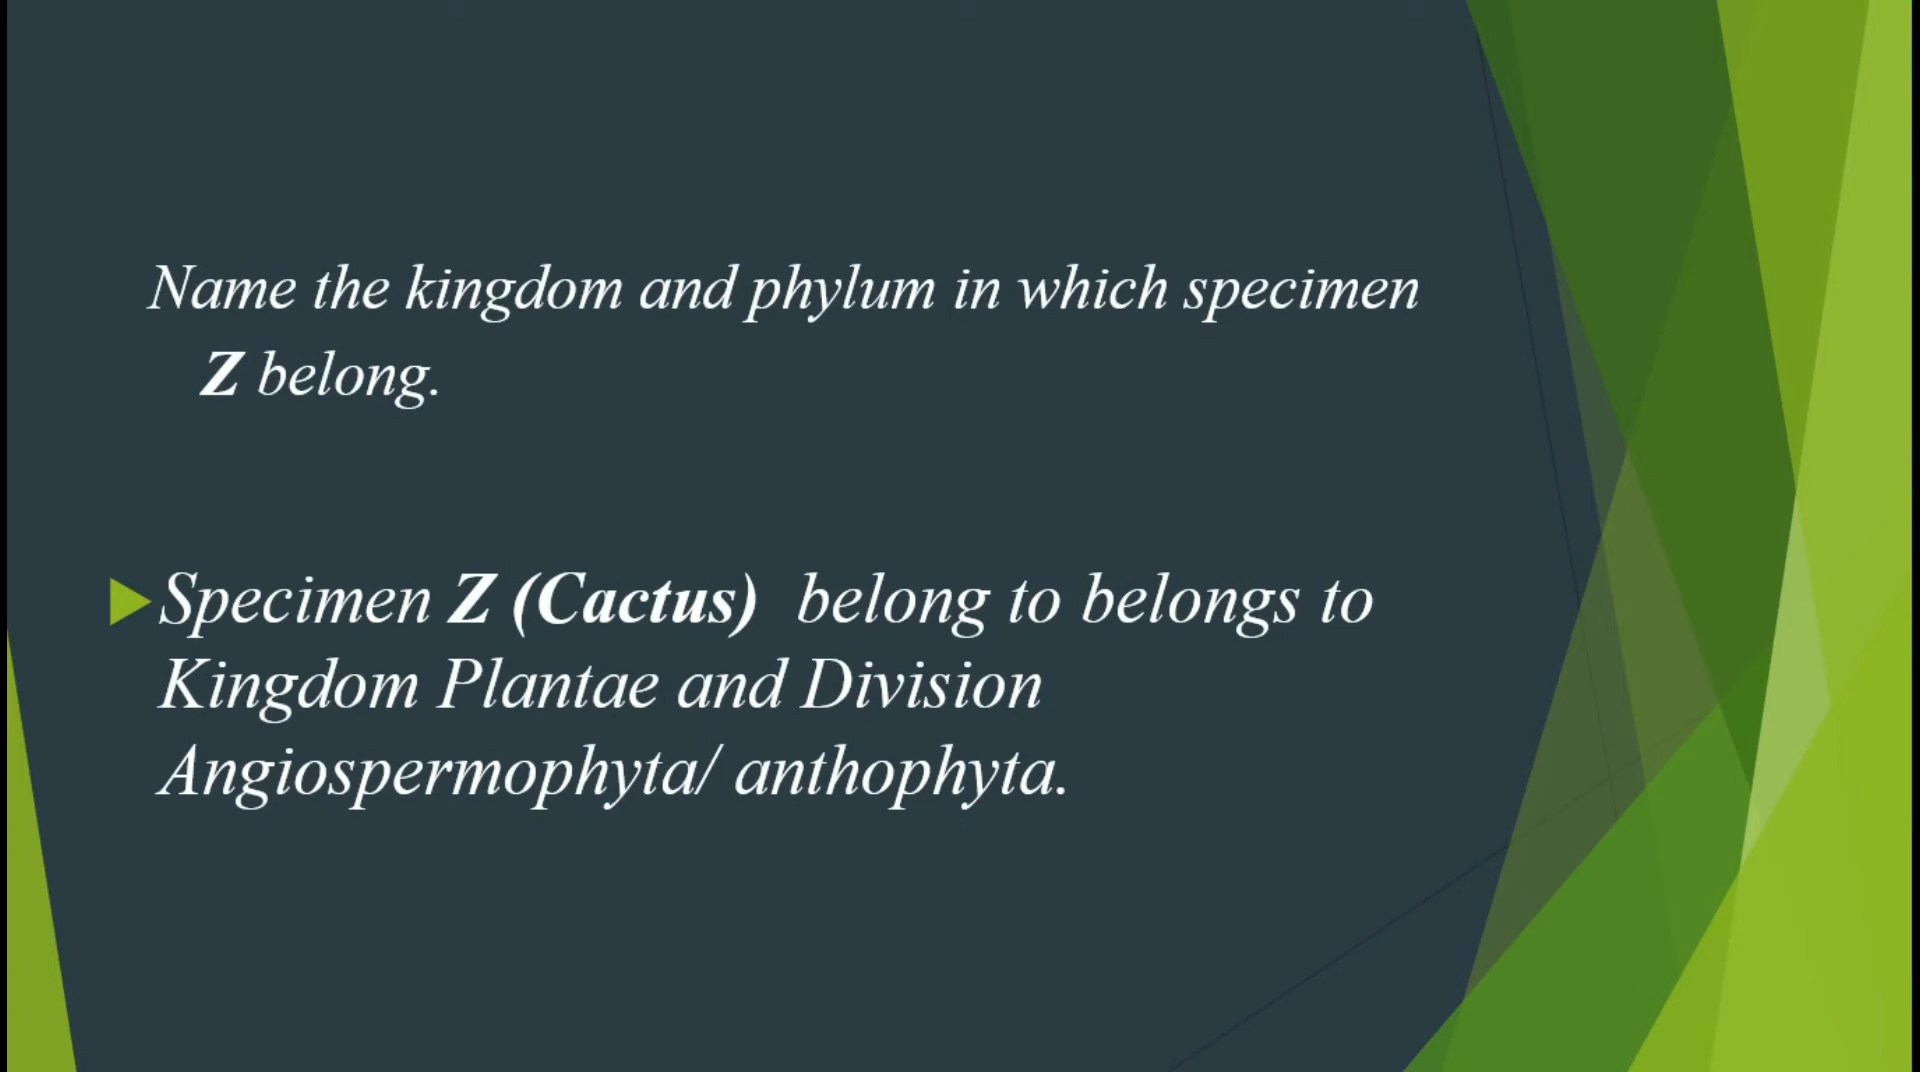 Name the kingdom and phylum in which specimen
Z belong.
Specimen Z (Cactus) belong to belongs to
Kingdom Plantae and Division
Angiospermophyta/ anthophyta.